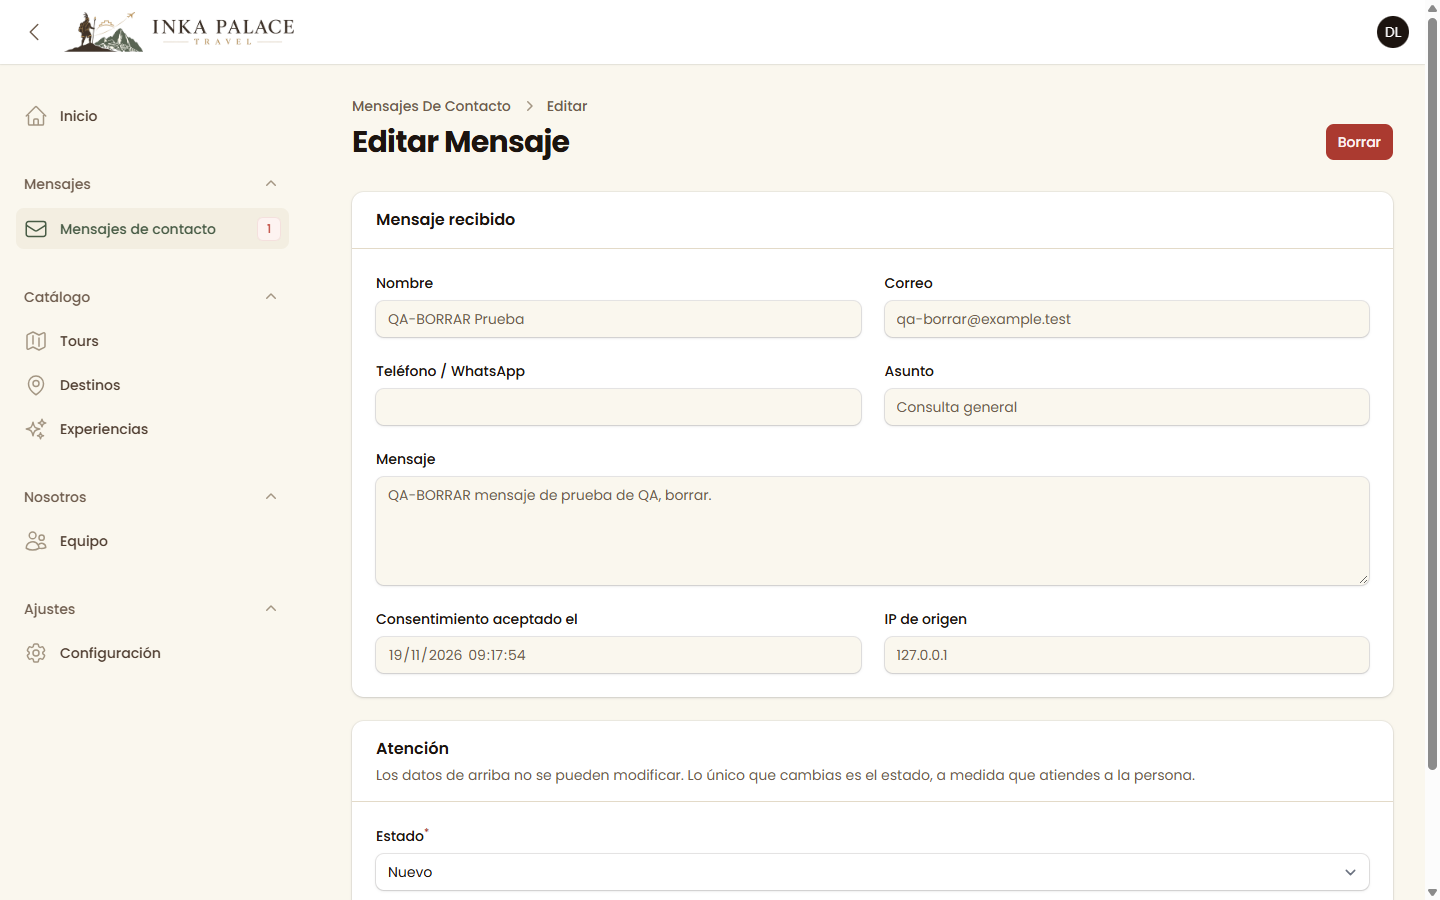 INKA PALACE
TRAVEL
DL
Inicio
Mensajes
Mensajes de contacto 1
Catálogo
Tours
Destinos
Experiencias
Nosotros
Equipo
Ajustes
Configuración
Mensajes De Contacto > Editar
Editar Mensaje
Borrar
Mensaje recibido
Nombre
QA-BORRAR Prueba
Correo
qa-borrar@example.test
Teléfono / WhatsApp
Asunto
Consulta general
Mensaje
QA-BORRAR mensaje de prueba de QA, borrar.
Consentimiento aceptado el
19/11/2026 09:17:54
IP de origen
127.0.0.1
Atención
Los datos de arriba no se pueden modificar. Lo único que cambias es el estado, a medida que atiendes a la persona.
Estado*
Nuevo